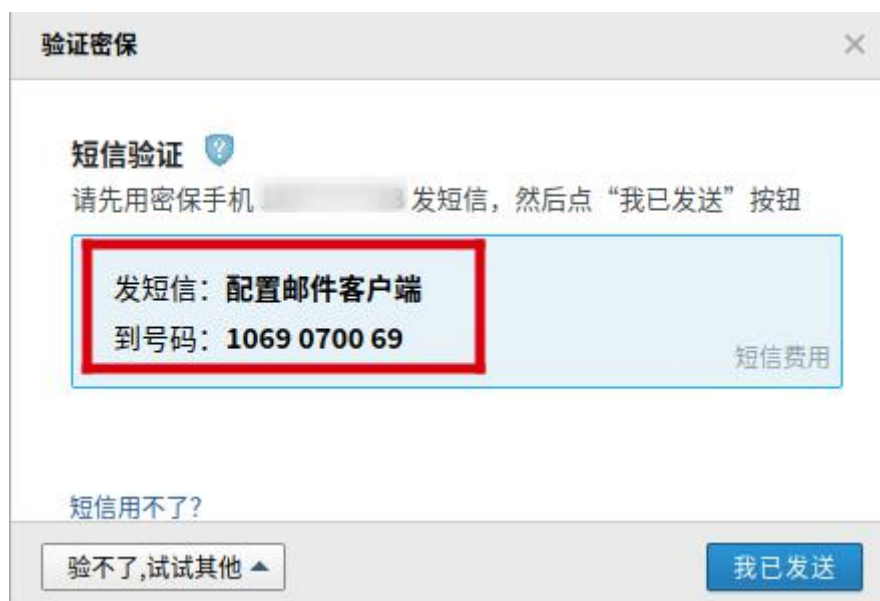 验证密保
短信验证
请先用密保手机 发短信，然后点“我已发送”按钮
发短信：配置邮件客户端
到号码：1069 0700 69
短信费用
短信用不了？
验不了,试试其他
我已发送